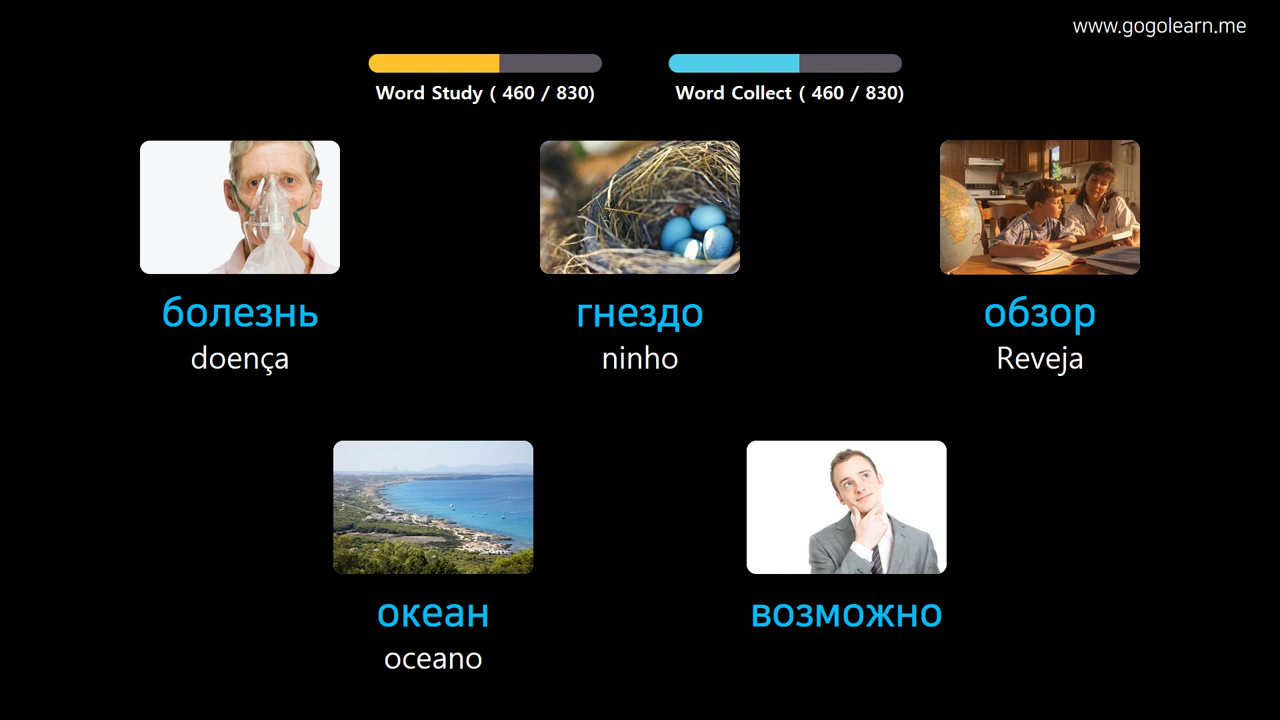 www.gogolearn.me
Word Study ( 460 / 830)
Word Collect ( 460 / 830)
болезнь
doença
гнездо
ninho
обзор
Reveja
океан
oceano
возможно